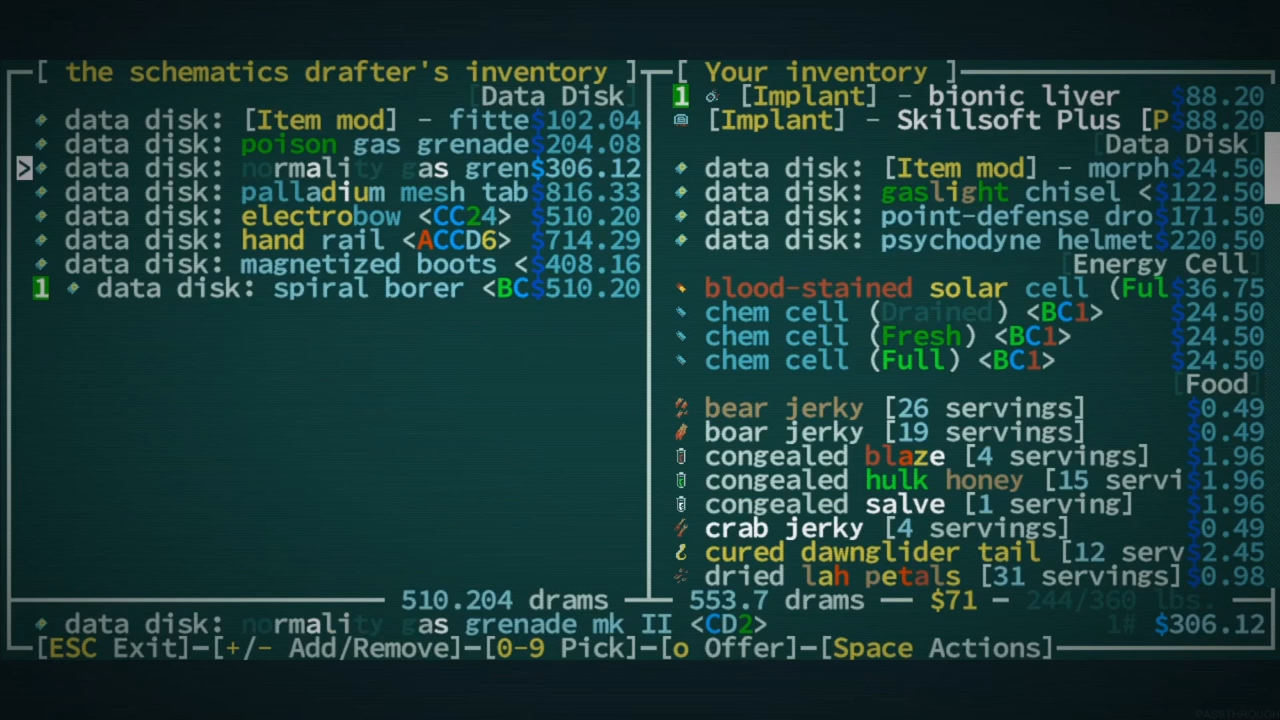 [ the schematics drafter's inventory ]
[Data Disk]
data disk: [Item mod] - fitte$102.04
data disk: poison gas grenade$204.08
> data disk: normality gas gren$306.12
data disk: palladium mesh tab$816.33
data disk: electrobow <CC24> $510.20
data disk: hand rail <ACCD6> $714.29
data disk: magnetized boots <$408.16
1 data disk: spiral borer <BC$510.20
510.204 drams
[ Your inventory ]
1 [Implant] - bionic liver $88.20
[Implant] - Skillsoft Plus [P$88.20
[Data Disk]
data disk: [Item mod] - morph$24.50
data disk: gaslight chisel <$122.50
data disk: point-defense dro$171.50
data disk: psychodyne helmet$220.50
[Energy Cell]
blood-stained solar cell (Ful$36.75
chem cell (Drained) <BC1> $24.50
chem cell (Fresh) <BC1> $24.50
chem cell (Full) <BC1> $24.50
[Food]
bear jerky [26 servings] $0.49
boar jerky [19 servings] $0.49
congealed blaze [4 servings] $1.96
congealed hulk honey [15 servi$1.96
congealed salve [1 serving] $1.96
crab jerky [4 servings] $0.49
cured dawnglider tail [12 serv$2.45
dried lah petals [31 servings]$0.98
553.7 drams — $71 — 244/360 lbs.
data disk: normality gas grenade mk II <CD2> 1# $306.12
[ESC Exit]-[+/- Add/Remove]-[0-9 Pick]-[o Offer]-[Space Actions]